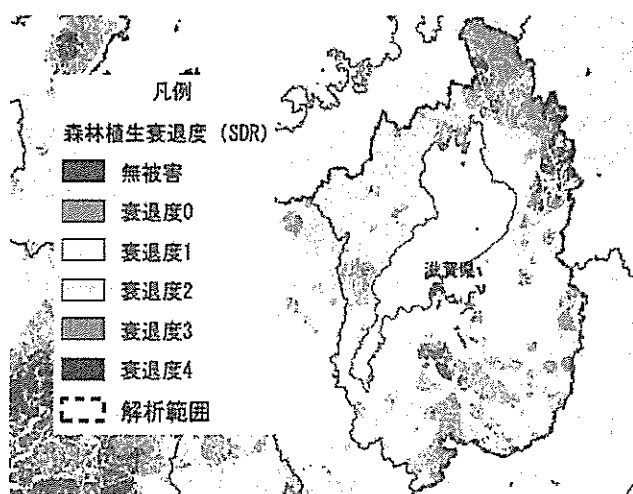 凡例
森林植生衰退度 (SDR)
無被害
衰退度0
衰退度1
衰退度2
衰退度3
衰退度4
解析範囲
滋賀県